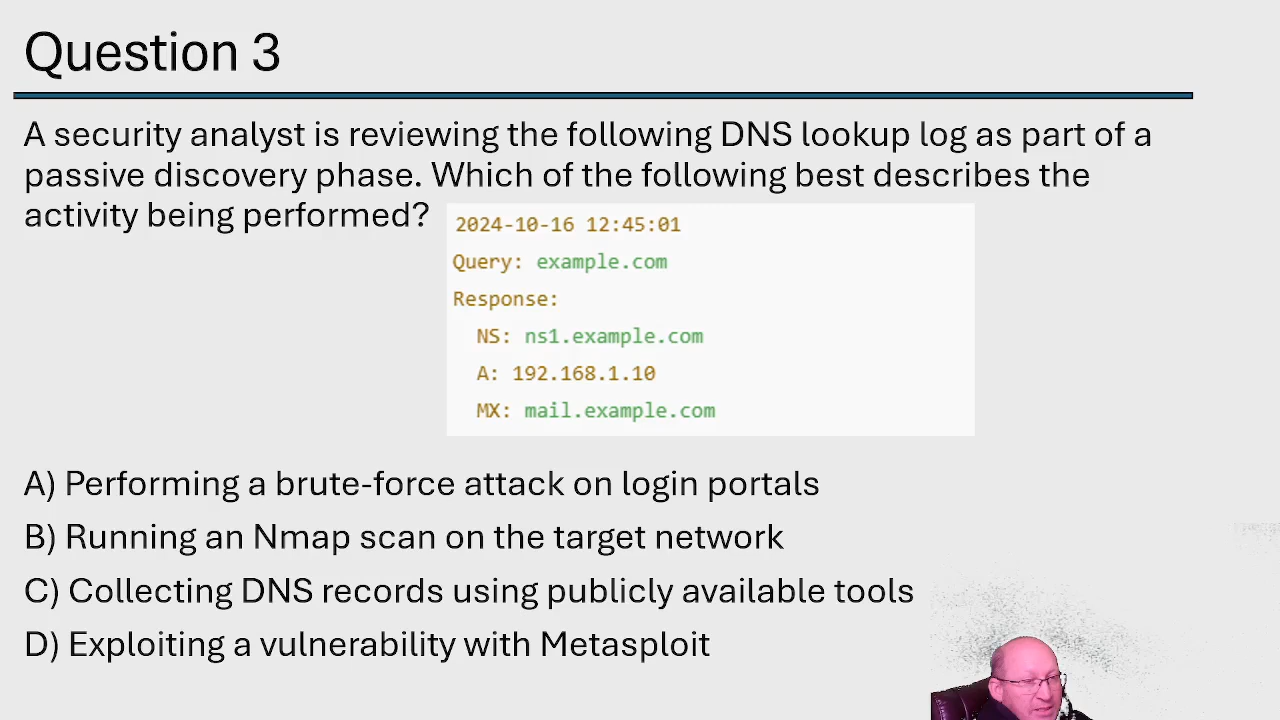 Question 3
A security analyst is reviewing the following DNS lookup log as part of a
passive discovery phase. Which of the following best describes the
activity being performed?
2024-10-16 12:45:01
Query: example.com
Response:
NS: ns1.example.com
A: 192.168.1.10
MX: mail.example.com
A) Performing a brute-force attack on login portals
B) Running an Nmap scan on the target network
C) Collecting DNS records using publicly available tools
D) Exploiting a vulnerability with Metasploit